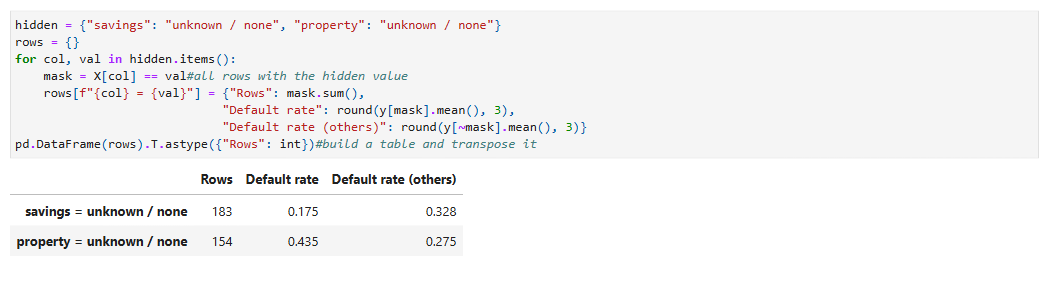 hidden = {"savings": "unknown / none", "property": "unknown / none"}
rows = {}
for col, val in hidden.items():
    mask = X[col] == val#all rows with the hidden value
    rows[f"{col} = {val}"] = {"Rows": mask.sum(),
                              "Default rate": round(y[mask].mean(), 3),
                              "Default rate (others)": round(y[~mask].mean(), 3)}
pd.DataFrame(rows).T.astype({"Rows": int})#build a table and transpose it
Rows Default rate Default rate (others)
savings = unknown / none 183 0.175 0.328
property = unknown / none 154 0.435 0.275